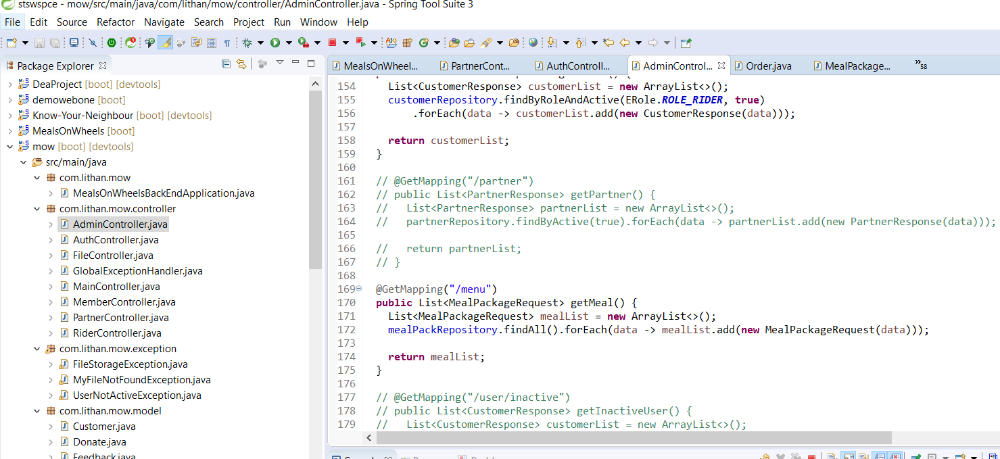 stswspce - mow/src/main/java/com/lithan/mow/controller/AdminController.java - Spring Tool Suite 3
File Edit Source Refactor Navigate Search Project Run Window Help
Package Explorer
DeaProject [boot] [devtools]
demowebone [boot]
Know-Your-Neighbour [boot] [devtools]
MealsOnWheels [boot]
mow [boot] [devtools]
src/main/java
com.lithan.mow
MealsOnWheelsBackEndApplication.java
com.lithan.mow.controller
AdminController.java
AuthController.java
FileController.java
GlobalExceptionHandler.java
MainController.java
MemberController.java
PartnerController.java
RiderController.java
com.lithan.mow.exception
FileStorageException.java
MyFileNotFoundException.java
UserNotActiveException.java
com.lithan.mow.model
Customer.java
Donate.java
Feedback.java
MealsOnWheel... PartnerCont... AuthControll... AdminControl... Order.java MealPackage... »58
154 List<CustomerResponse> customerList = new ArrayList<>();
155 customerRepository.findByRoleAndActive(ERole.ROLE_RIDER, true)
156 .forEach(data -> customerList.add(new CustomerResponse(data)));
157
158 return customerList;
159 }
160
161 // @GetMapping("/partner")
162 // public List<PartnerResponse> getPartner() {
163 // List<PartnerResponse> partnerList = new ArrayList<>();
164 // partnerRepository.findByActive(true).forEach(data -> partnerList.add(new PartnerResponse(data)));
165
166 // return partnerList;
167 // }
168
169 @GetMapping("/menu")
170 public List<MealPackageRequest> getMeal() {
171 List<MealPackageRequest> mealList = new ArrayList<>();
172 mealPackRepository.findAll().forEach(data -> mealList.add(new MealPackageRequest(data)));
173
174 return mealList;
175 }
176
177 // @GetMapping("/user/inactive")
178 // public List<CustomerResponse> getInactiveUser() {
179 // List<CustomerResponse> customerList = new ArrayList<>();